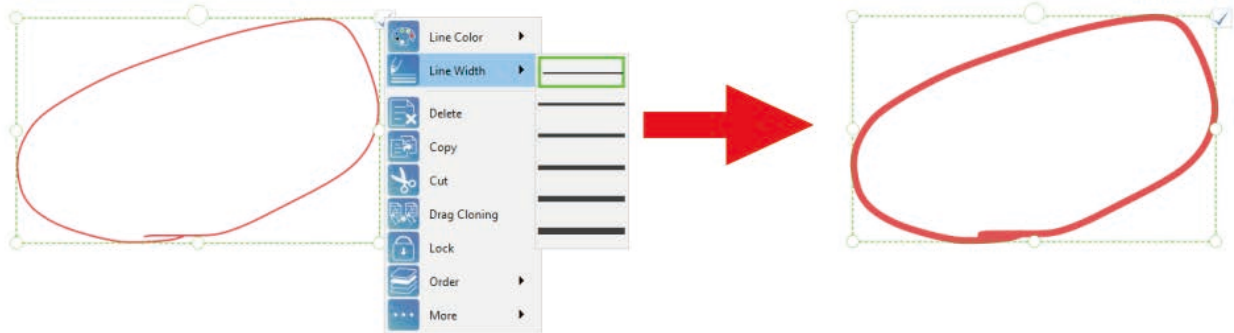 Line Color
Line Width
Delete
Copy
Cut
Drag Cloning
Lock
Order
More